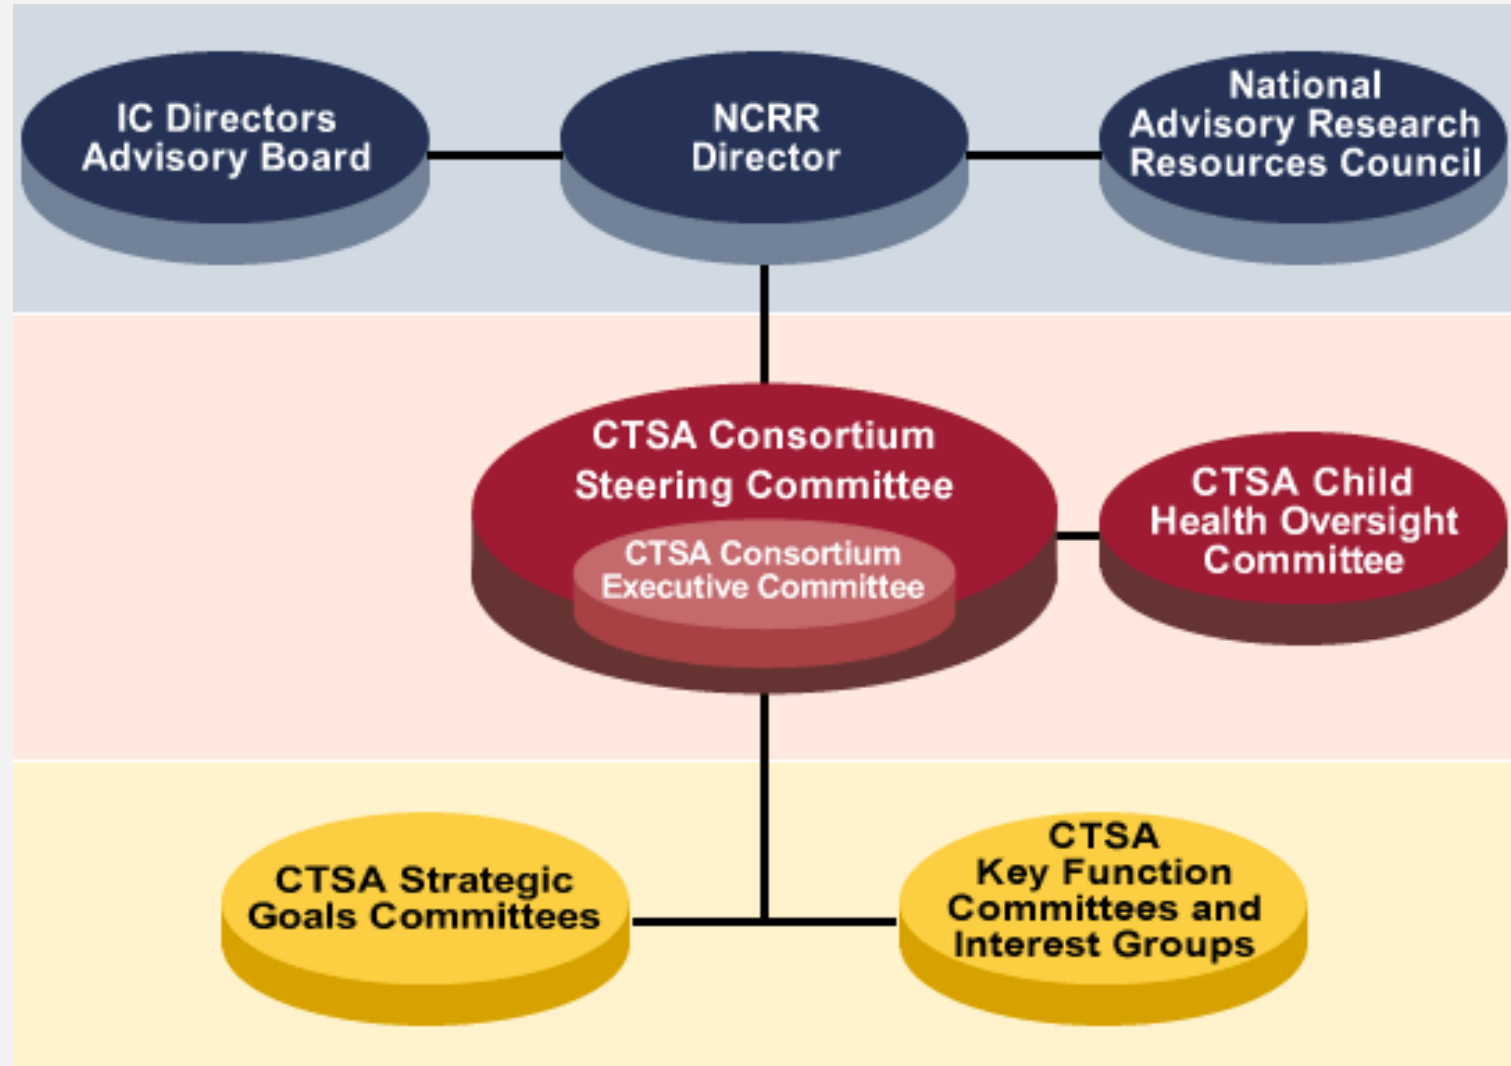 IC Directors
Advisory Board
NCRR
Director
National
Advisory Research
Resources Council
CTSA Consortium
Steering Committee
CTSA Consortium
Executive Committee
CTSA Child
Health Oversight
Committee
CTSA Strategic
Goals Committees
CTSA
Key Function
Committees and
Interest Groups